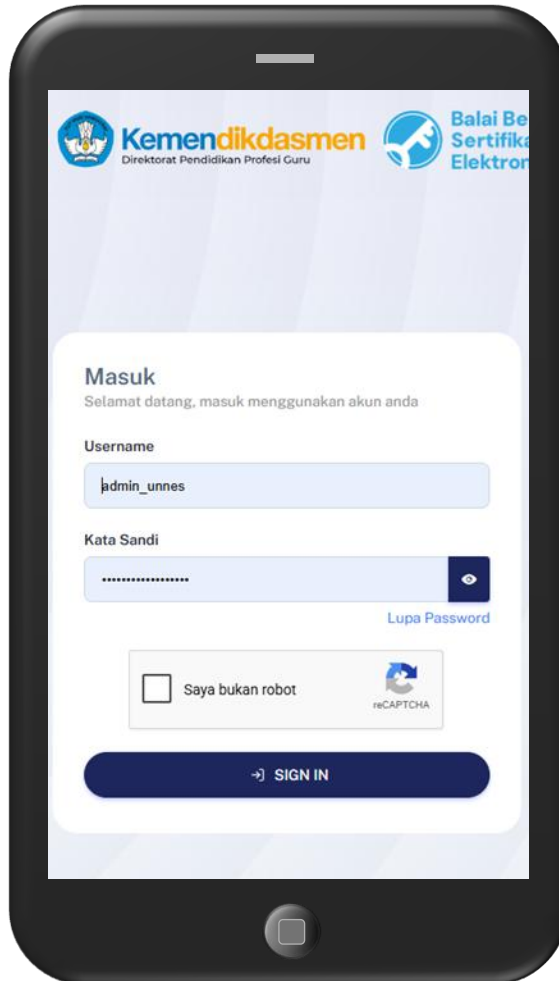 Kemendikdasmen
Direktorat Pendidikan Profesi Guru
Balai Be
Sertifika
Elektron
Masuk
Selamat datang, masuk menggunakan akun anda
Username
admin_unnes
Kata Sandi
••••••••••••••••••
Lupa Password
Saya bukan robot
reCAPTCHA
SIGN IN